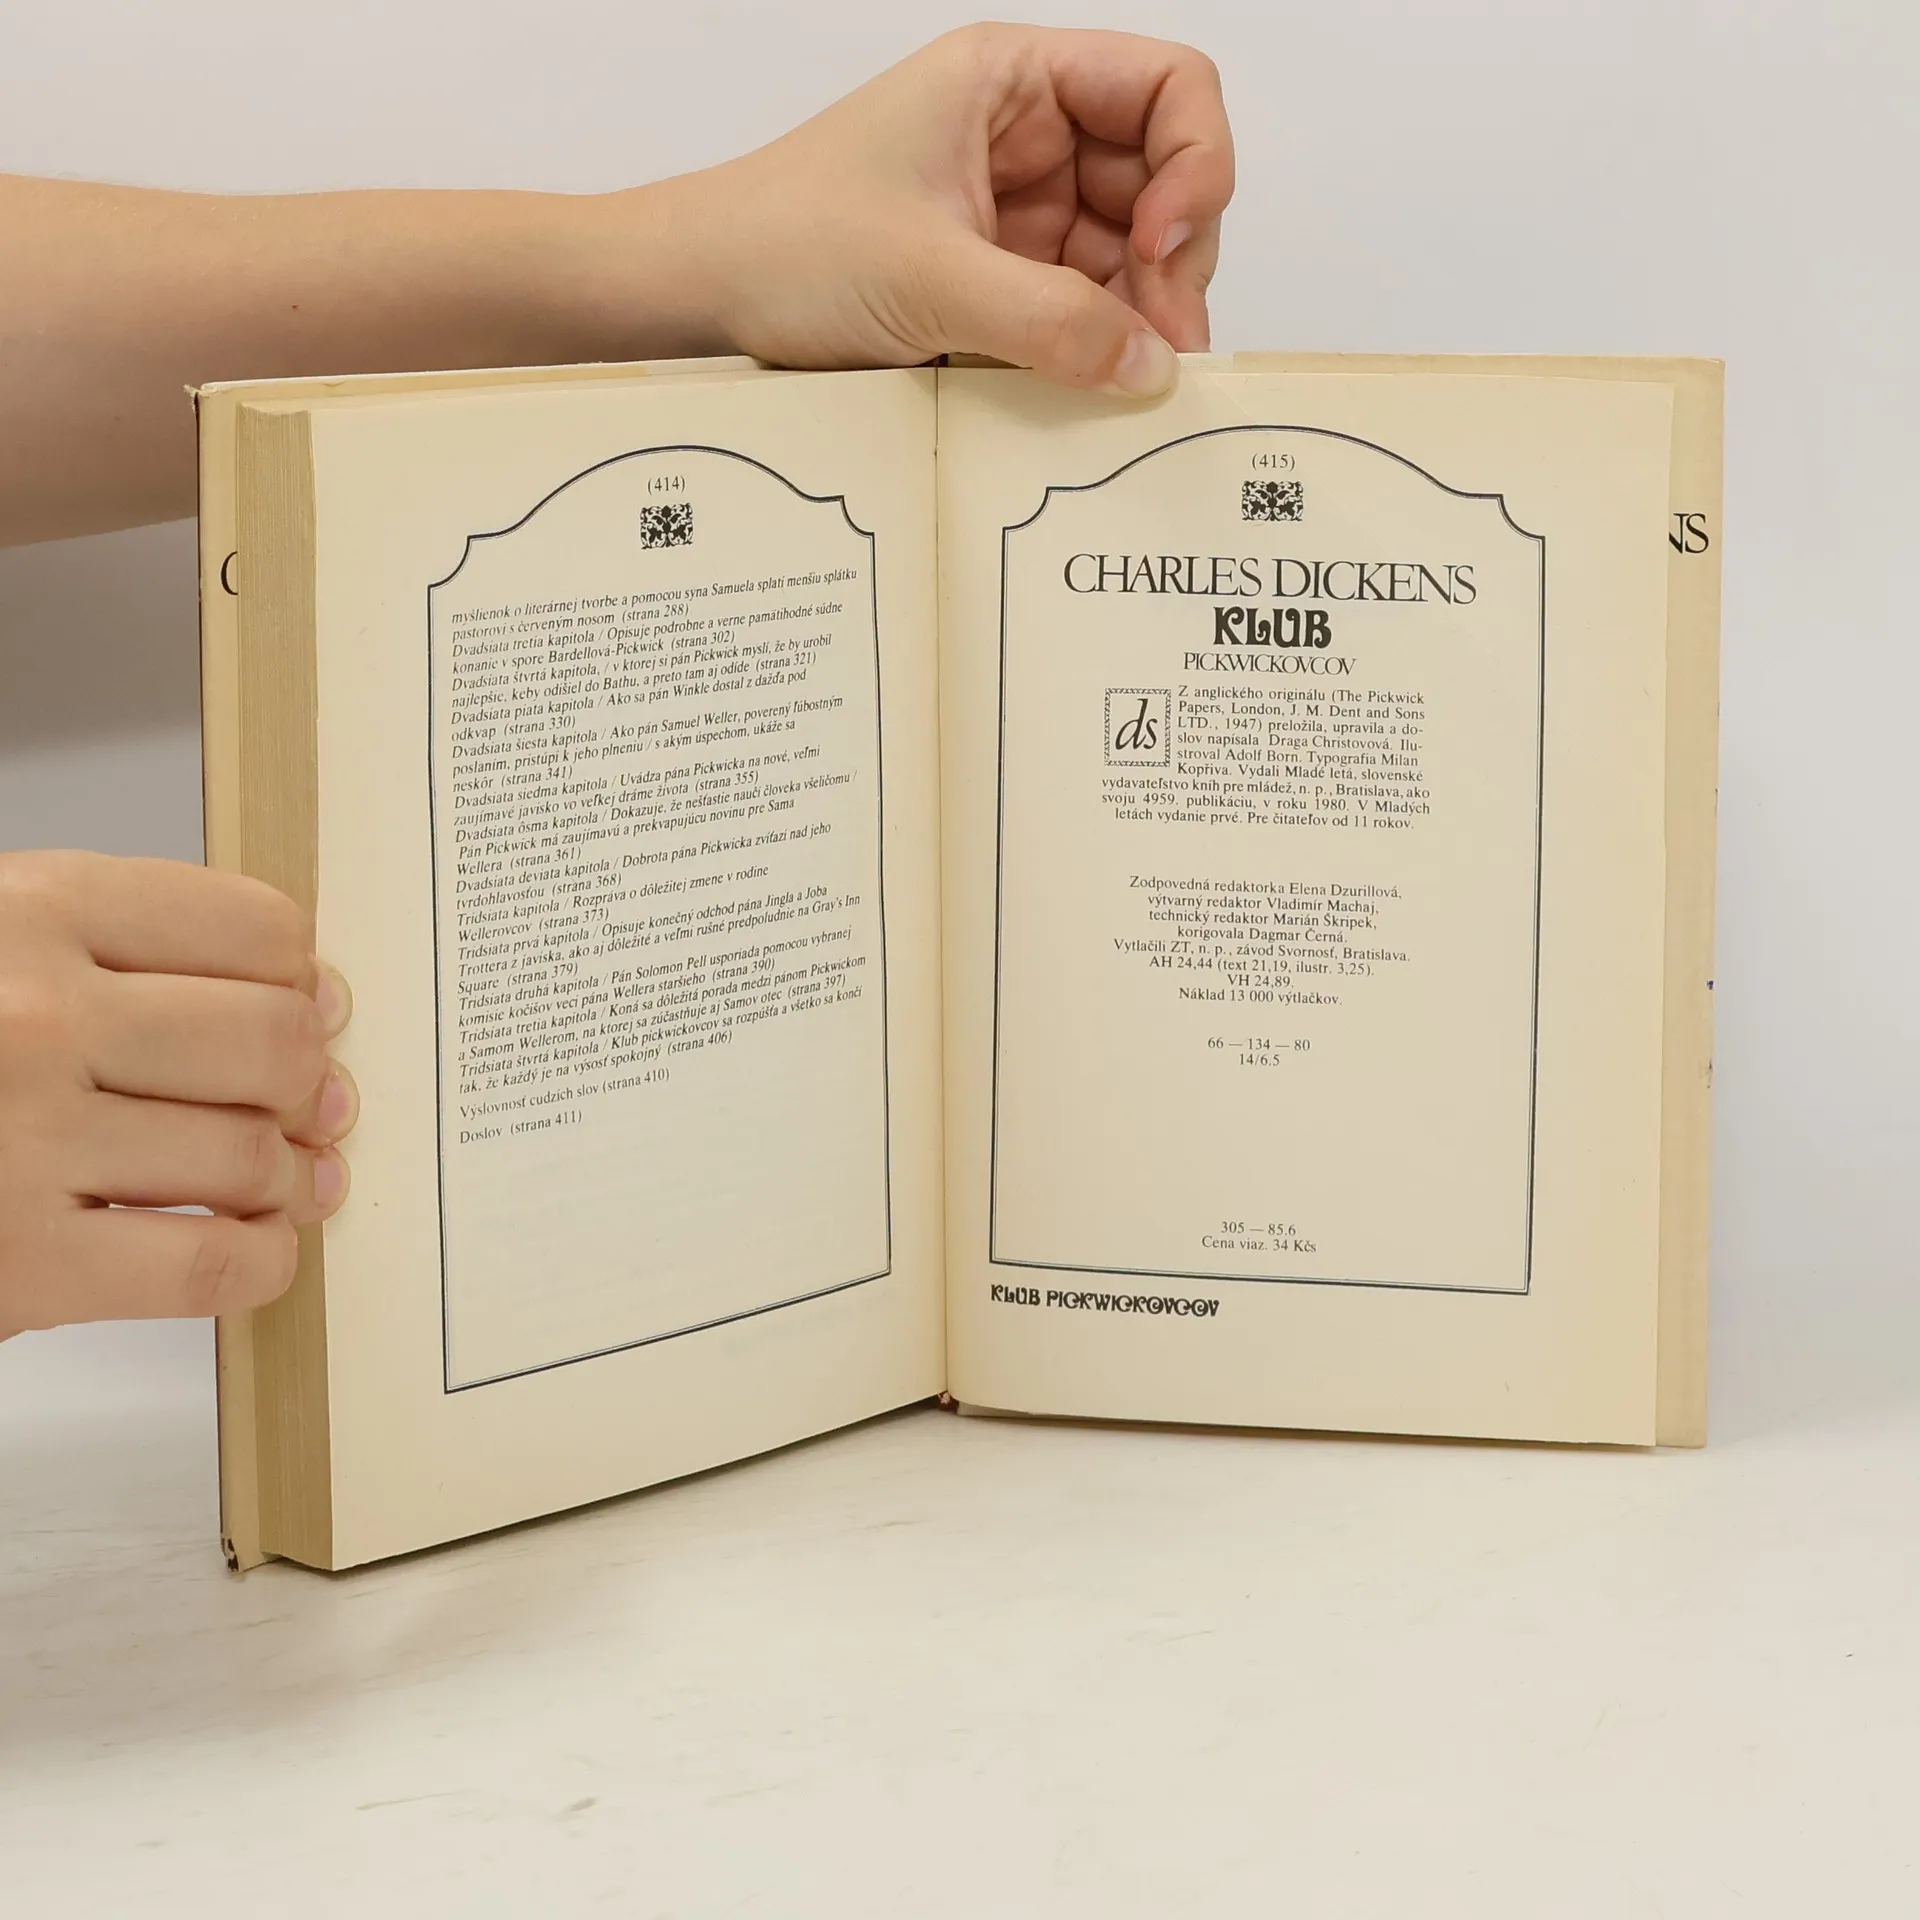 (414)
myšlienok o literárnej tvorbe a pomocou syna Samuela splatí menšiu splátku
pastorovi s červeným nosom (strana 288)
Dvadsiata tretia kapitola / Opisuje podrobne a verne pamätihodné súdne
konanie v spore Bardellová-Pickwick (strana 302)
Dvadsiata štvrtá kapitola, / v ktorej si pán Pickwick myslí, že by urobil
najlepšie, keby odišiel do Bathu, a preto tam aj odíde (strana 321)
Dvadsiata piata kapitola / Ako sa pán Winkle dostal z dažďa pod
odkvap (strana 330)
Dvadsiata šiesta kapitola / Ako pán Samuel Weller, poverený ľúbostným
poslaním, pristúpi k jeho plneniu / s akým úspechom, ukáže sa
neskôr (strana 341)
Dvadsiata siedma kapitola / Uvádza pána Pickwicka na nové, veľmi
zaujímavé javisko vo veľkej dráme života (strana 355)
Dvadsiata ôsma kapitola / Dokazuje, že nešťastie naučí človeka všeličomu /
Pán Pickwick má zaujímavú a prekvapujúcu novinu pre Sama
Wellera (strana 361)
Dvadsiata deviata kapitola / Dobrota pána Pickwicka zvíťazí nad jeho
tvrdohlavosťou (strana 368)
Tridsiata kapitola / Rozpráva o dôležitej zmene v rodine
Wellerovcov (strana 373)
Tridsiata prvá kapitola / Opisuje konečný odchod pána Jingla a Joba
Trottera z javiska, ako aj dôležité a veľmi rušné predpoludnie na Gray's Inn
Square (strana 379)
Tridsiata druhá kapitola / Pán Solomon Pell usporiada pomocou vybranej
komisie kočišov veci pána Wellera staršieho (strana 390)
Tridsiata tretia kapitola / Koná sa dôležitá porada medzi pánom Pickwickom
a Samom Wellerom, na ktorej sa zúčastňuje aj Samov otec (strana 397)
Tridsiata štvrtá kapitola / Klub pickwickovcov sa rozpúšťa a všetko sa končí
tak, že každý je na výsosť spokojný (strana 406)
Výslovnosť cudzích slov (strana 410)
Doslov (strana 411)
(415)
CHARLES DICKENS
KLUB
PICKWICKOVCOV
ds
Z anglického originálu (The Pickwick
Papers, London, J. M. Dent and Sons
LTD., 1947) preložila, upravila a do-
slov napísala Draga Christovová. Ilu-
stroval Adolf Born. Typografia Milan
Kopřiva. Vydali Mladé letá, slovenské
vydavateľstvo kníh pre mládež, n. p., Bratislava, ako
svoju 4959. publikáciu, v roku 1980. V Mladých
letách vydanie prvé. Pre čitateľov od 11 rokov.
Zodpovedná redaktorka Elena Dzurillová,
výtvarný redaktor Vladimír Machaj,
technický redaktor Marián Škripek,
korigovala Dagmar Černá.
Vytlačili ZT, n. p., závod Svornosť, Bratislava.
AH 24,44 (text 21,19, ilustr. 3,25).
VH 24,89.
Náklad 13 000 výtlačkov.
66 — 134 — 80
14/6.5
305 — 85.6
Cena viaz. 34 Kčs
KLUB PICKWICKOVCOV
NS